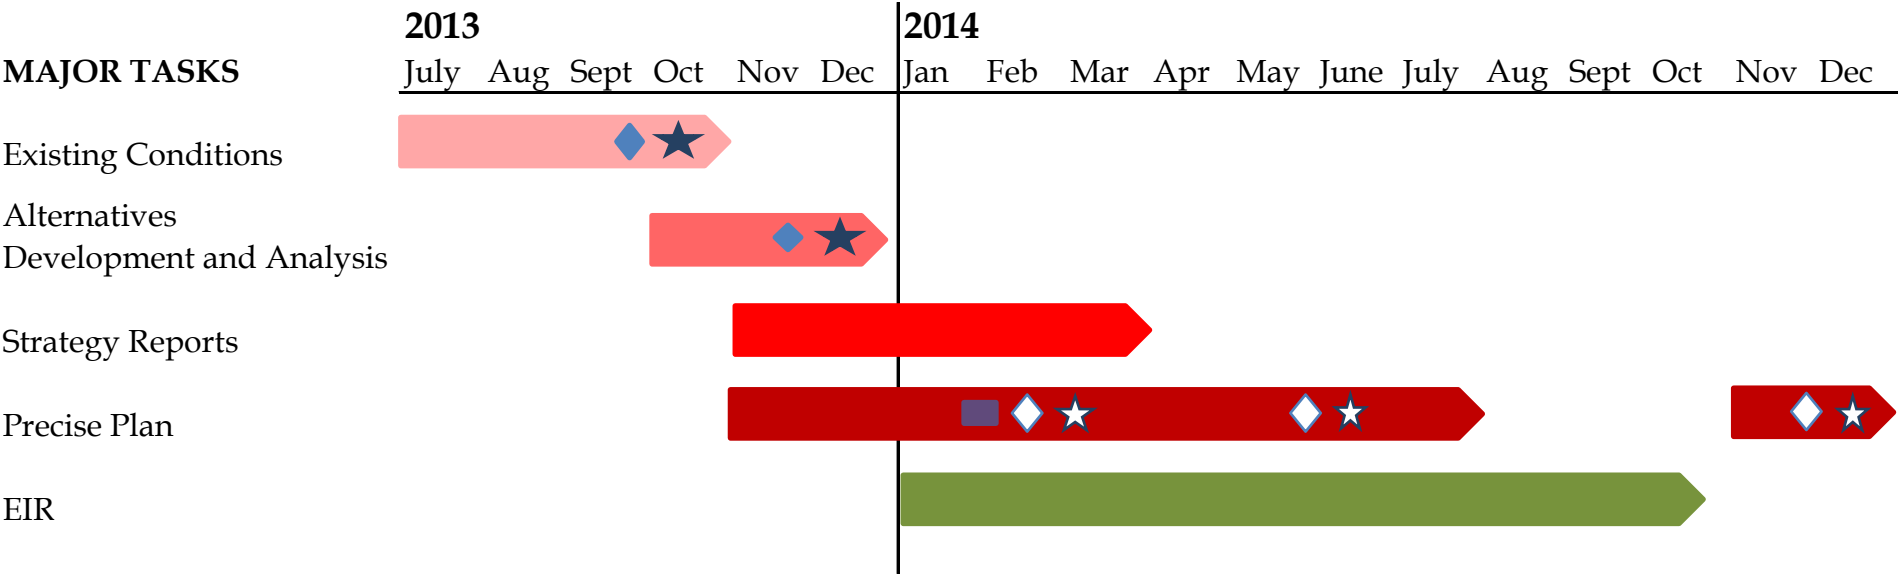 2013 2014
MAJOR TASKS July Aug Sept Oct Nov Dec Jan Feb Mar Apr May June July Aug Sept Oct Nov Dec
Existing Conditions
Alternatives
Development and Analysis
Strategy Reports
Precise Plan
EIR